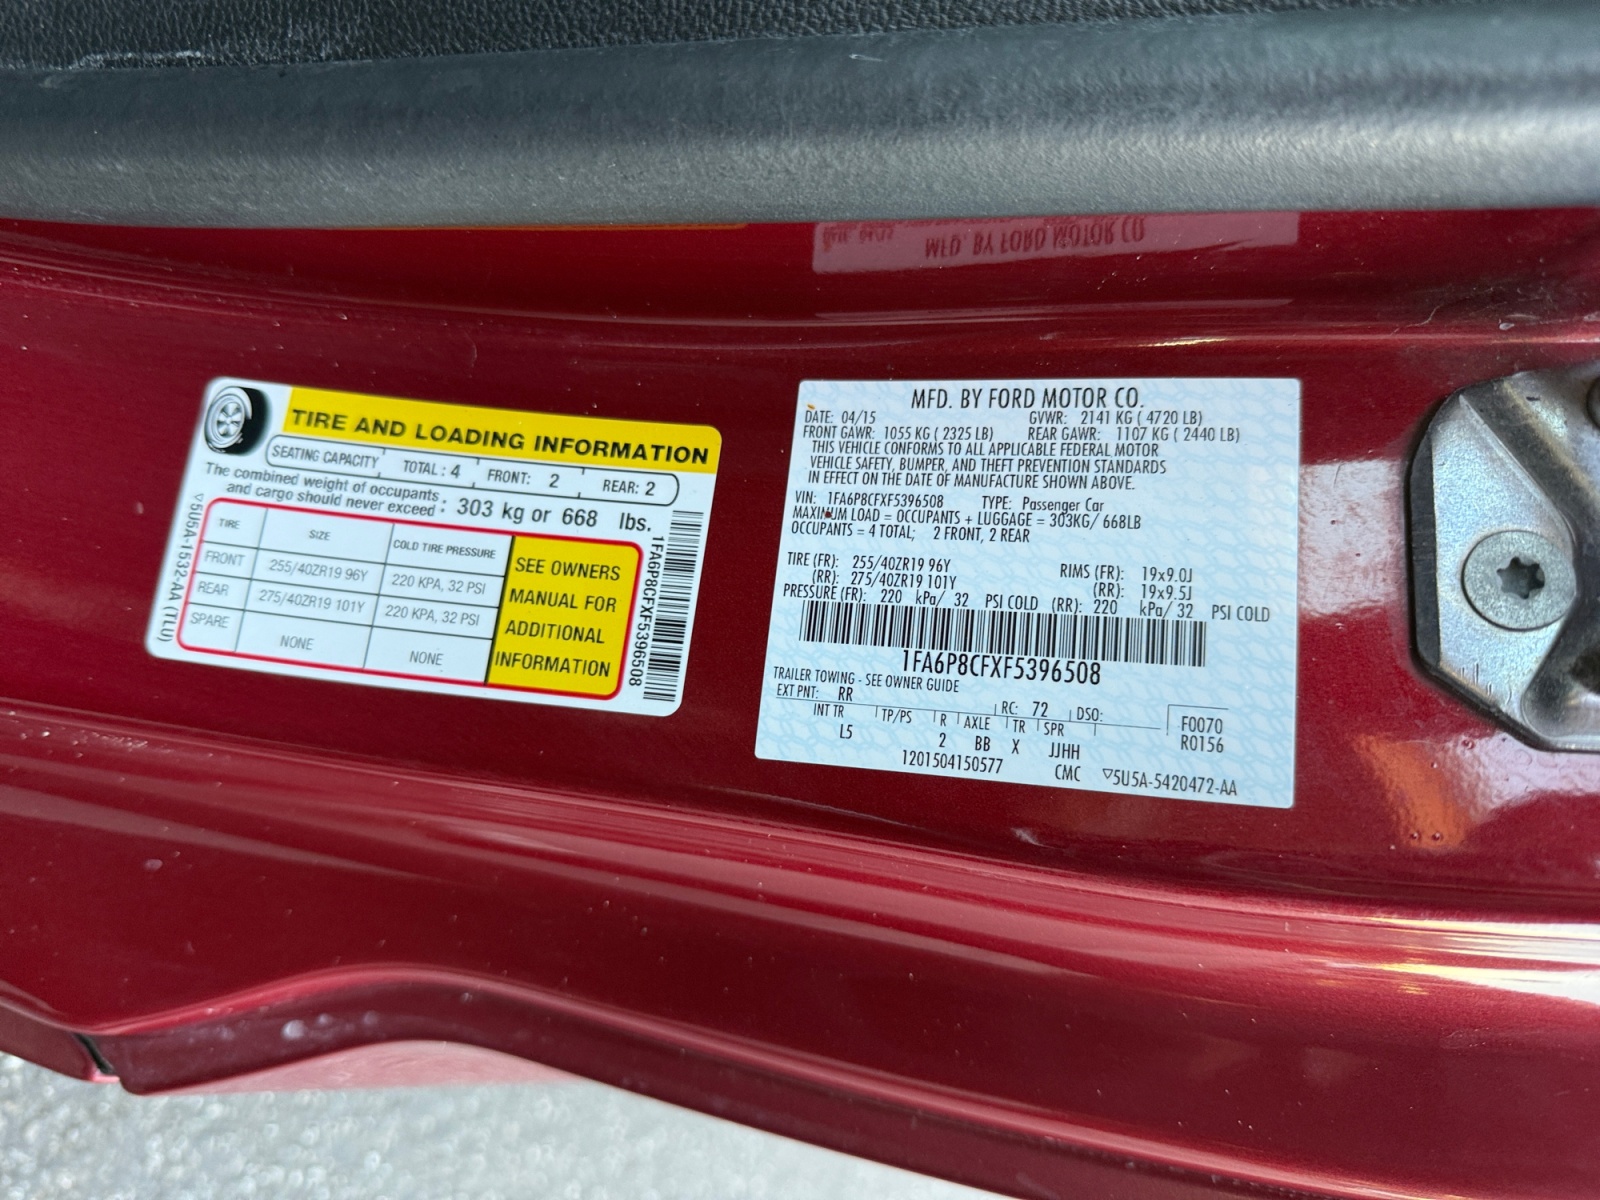 TIRE AND LOADING INFORMATION
SEATING CAPACITY TOTAL : 4 FRONT: 2 REAR: 2
The combined weight of occupants
and cargo should never exceed : 303 kg or 668 lbs.
TIRE SIZE COLD TIRE PRESSURE
FRONT 255/40ZR19 96Y 220 KPA, 32 PSI
REAR 275/40ZR19 101Y 220 KPA, 32 PSI
SPARE NONE NONE
SEE OWNERS
MANUAL FOR
ADDITIONAL
INFORMATION
▽5U5A-1532-AA (TLU)
1FA6P8CFXF5396508
MFD. BY FORD MOTOR CO.
DATE: 04/15 GVWR: 2141 KG ( 4720 LB)
FRONT GAWR: 1055 KG ( 2325 LB) REAR GAWR: 1107 KG ( 2440 LB)
THIS VEHICLE CONFORMS TO ALL APPLICABLE FEDERAL MOTOR
VEHICLE SAFETY, BUMPER, AND THEFT PREVENTION STANDARDS
IN EFFECT ON THE DATE OF MANUFACTURE SHOWN ABOVE.
VIN: 1FA6P8CFXF5396508 TYPE: Passenger Car
MAXIMUM LOAD = OCCUPANTS + LUGGAGE = 303KG/ 668LB
OCCUPANTS = 4 TOTAL; 2 FRONT, 2 REAR
TIRE (FR): 255/40ZR19 96Y RIMS (FR): 19x9.0J
(RR): 275/40ZR19 101Y (RR): 19x9.5J
PRESSURE (FR): 220 kPa/ 32 PSI COLD (RR): 220 kPa/ 32 PSI COLD
1FA6P8CFXF5396508
TRAILER TOWING - SEE OWNER GUIDE
EXT PNT: RR RC: 72 DSO: F0070
INT TR TP/PS R AXLE TR SPR R0156
L5 2 BB X JJHH
1201504150577 CMC ▽5U5A-5420472-AA